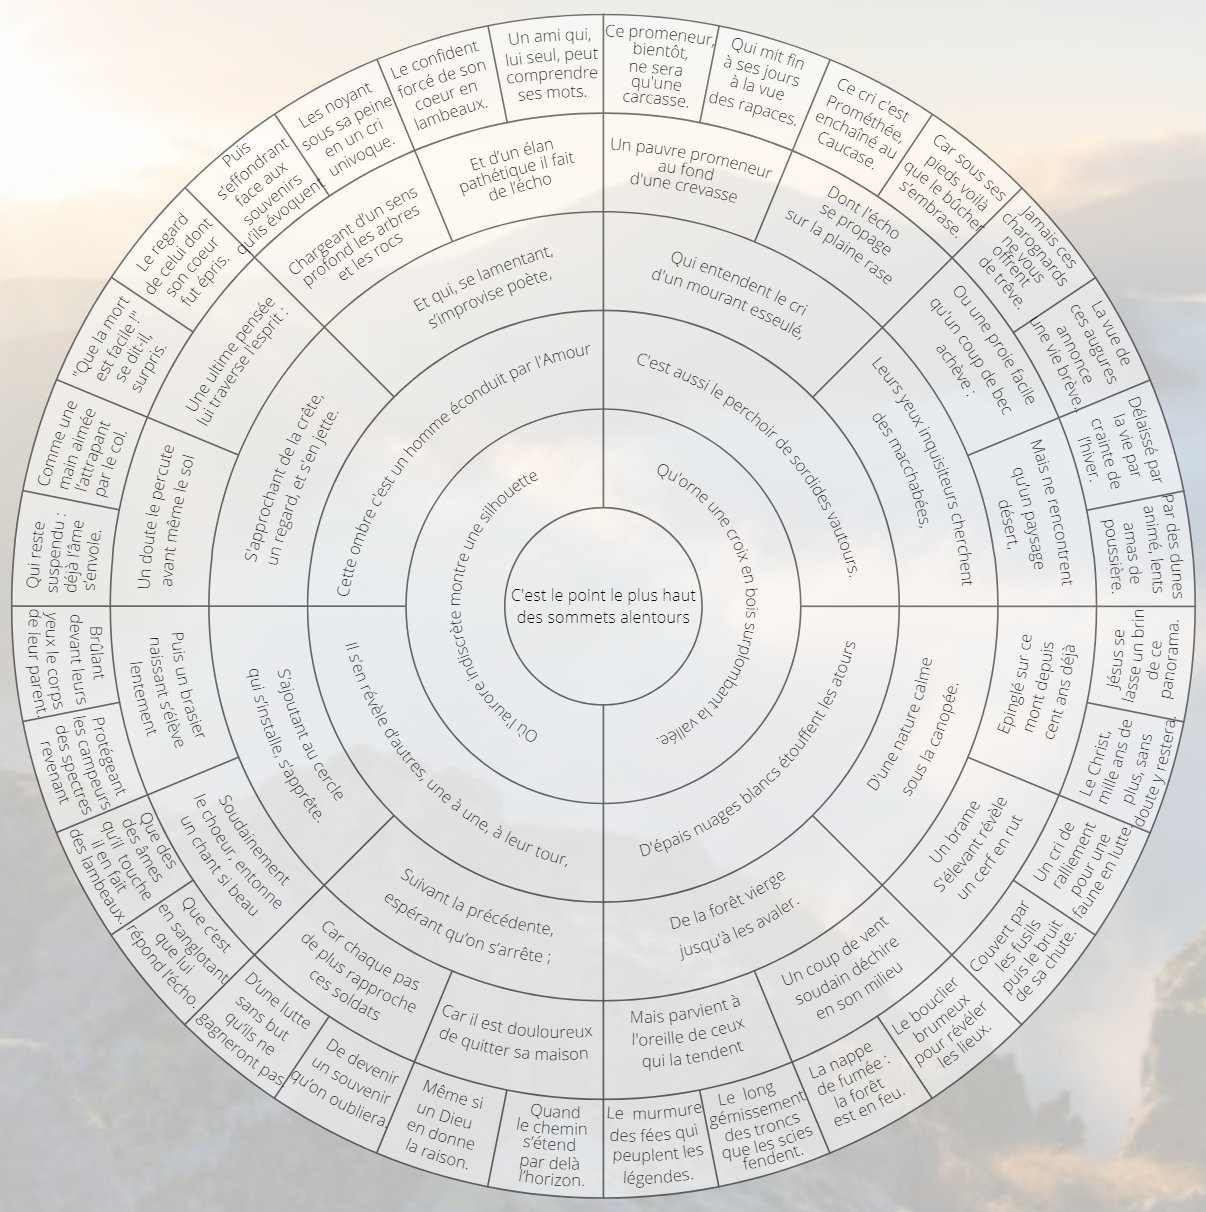 C'est le point le plus haut
des sommets alentours
Qu'orne une croix en bois surplombant la vallée.
Où l'aurore indiscrète montre une silhouette
C'est aussi le perchoir de sordides vautours.
D'épais nuages blancs étouffent les atours
Il s'en révèle d'autres, une à une, à leur tour,
Cette ombre c'est un homme éconduit par l'Amour
Qui entendent le cri
d'un mourant esseulé,
Leurs yeux inquisiteurs cherchent
des macchabées,
D'une nature calme
sous la canopée.
De la forêt vierge
jusqu'à les avaler.
Suivant la précédente,
espérant qu'on s'arrête ;
S'ajoutant au cercle
qui s'installe, s'apprête.
S'approchant de la crête,
un regard, et s'en jette.
Et qui, se lamentant,
s'improvise poète,
Un pauvre promeneur
au fond
d'une crevasse
Dont l'écho
se propage
sur la plaine rase
Ou une proie facile
qu'un coup de bec
achève :
Mais ne rencontrent
qu'un paysage
désert,
Epinglé sur ce
mont depuis
cent ans déjà
Un brame
S'élevant révèle
un cerf en rut
Un coup de vent
soudain déchire
en son milieu
Mais parvient à
l'oreille de ceux
qui la tendent
Car il est douloureux
de quitter sa maison
Car chaque pas
de plus rapproche
ces soldats
Soudainement
le choeur, entonne
un chant si beau
Puis un brasier
naissant s'élève
lentement
Un doute le percute
avant même le sol
Une ultime pensée
lui traverse l'esprit :
Chargeant d'un sens
profond les arbres
et les rocs
Et d'un élan
pathétique il fait
de l'écho
Ce promeneur,
bientôt,
ne sera
qu'une
carcasse.
Qui mit fin
à ses jours
à la vue
des rapaces.
Ce cri c'est
Prométhée,
enchaîné au
Caucase.
Car sous ses
pieds voilà
que le bûcher
s'embrase.
Jamais ces
charognards
ne vous
offrent
de trêve.
La vue de
ces augures
annonce
une vie brève.
Délaissé par
la vie par
crainte de
l'hiver.
Par des dunes
animé, lents
amas de
poussière.
Jésus se
lasse un brin
de ce
panorama.
Le Christ,
mille ans de
plus, sans
doute y restera.
Un cri de
ralliement
pour une
faune en lutte.
Couvert par
les fusils
puis le bruit
de sa chute.
Le bouclier
brumeux
pour révéler
les lieux.
La nappe
de fumée :
la forêt
est en feu.
Le long
gémissement
des troncs
que les scies
fendent.
Le murmure
des fées qui
peuplent les
légendes.
Quand
le chemin
s'étend
par delà
l'horizon.
Même si
un Dieu
en donne
la raison.
De devenir
un souvenir
qu'on oubliera.
D'une lutte
sans but
qu'ils ne
gagneront pas
Que c'est
en sanglotant
que lui
répond l'écho.
Que des
des âmes
qu'il touche
il en fait
des lambeaux.
Protégeant
les campeurs
des spectres
revenant
Brûlant
devant leurs
yeux le corps
de leur parent.
Qui reste
suspendu :
déjà l'âme
s'envole.
Comme une
main aimée
l'attrapant
par le col.
"Que la mort
est facile !"
se dit-il,
surpris.
Le regard
de celui dont
son coeur
fut épris.
Puis
s'effondrant
face aux
souvenirs
qu'ils évoquent
Les noyant
sous sa peine
en un cri
univoque.
Le confident
forcé de son
coeur en
lambeaux.
Un ami qui,
lui seul, peut
comprendre
ses mots.